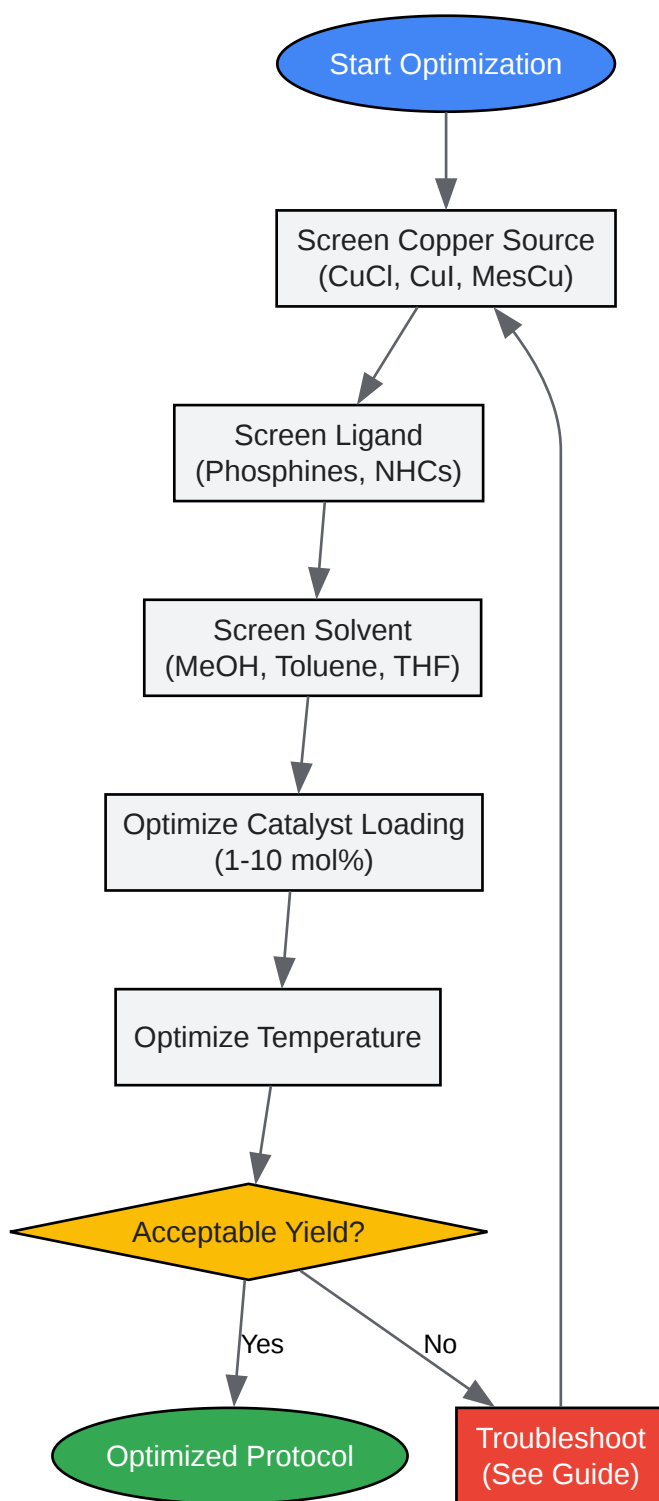 Start Optimization
Screen Copper Source
(CuCl, CuI, MesCu)
Screen Ligand
(Phosphines, NHCs)
Screen Solvent
(MeOH, Toluene, THF)
Optimize Catalyst Loading
(1-10 mol%)
Optimize Temperature
Acceptable Yield?
Yes
No
Optimized Protocol
Troubleshoot
(See Guide)